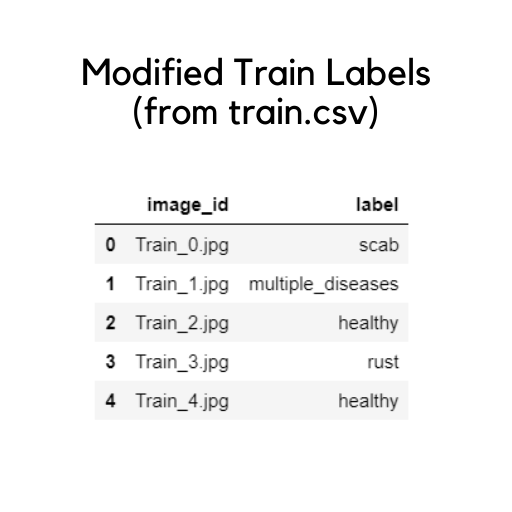 Modified Train Labels
(from train.csv)
image_id label
0 Train_0.jpg scab
1 Train_1.jpg multiple_diseases
2 Train_2.jpg healthy
3 Train_3.jpg rust
4 Train_4.jpg healthy